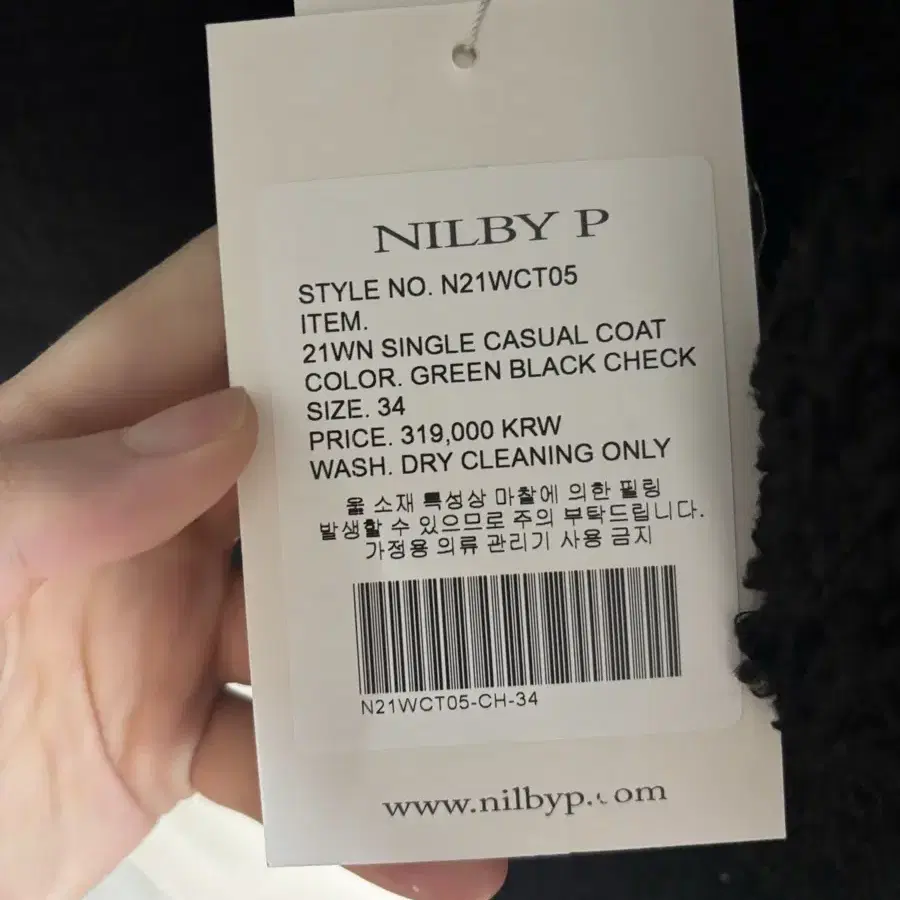 NILBY P
STYLE NO. N21WCT05
ITEM.
21WN SINGLE CASUAL COAT
COLOR. GREEN BLACK CHECK
SIZE. 34
PRICE. 319,000 KRW
WASH. DRY CLEANING ONLY
울 소재 특성상 마찰에 의한 필링
발생할 수 있으므로 주의 부탁드립니다.
가정용 의류 관리기 사용 금지
N21WCT05-CH-34
www.nilbyp.com